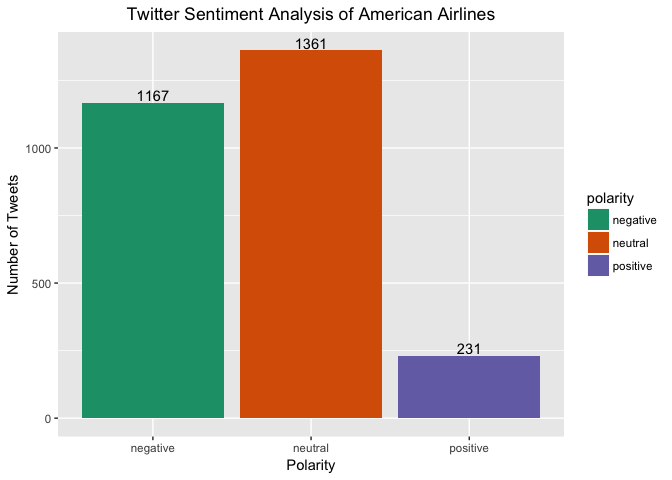 Twitter Sentiment Analysis of American Airlines
1361
1167
1000
Number of Tweets
500
231
0
negative
neutral
positive
Polarity
polarity
negative
neutral
positive